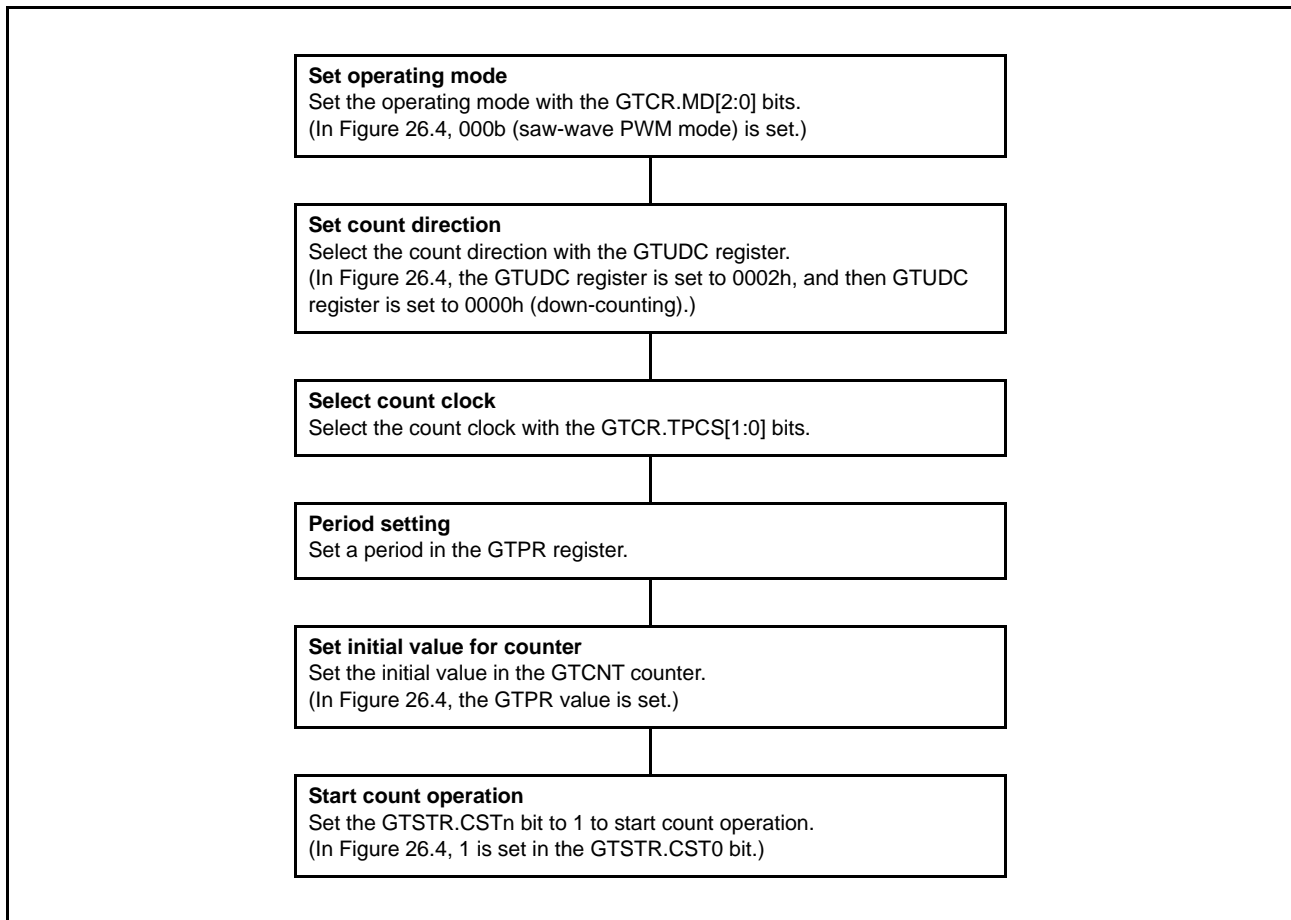 Set operating mode
Set the operating mode with the GTCR.MD[2:0] bits.
(In Figure 26.4, 000b (saw-wave PWM mode) is set.)
Set count direction
Select the count direction with the GTUDC register.
(In Figure 26.4, the GTUDC register is set to 0002h, and then GTUDC
register is set to 0000h (down-counting).)
Select count clock
Select the count clock with the GTCR.TPCS[1:0] bits.
Period setting
Set a period in the GTPR register.
Set initial value for counter
Set the initial value in the GTCNT counter.
(In Figure 26.4, the GTPR value is set.)
Start count operation
Set the GTSTR.CSTn bit to 1 to start count operation.
(In Figure 26.4, 1 is set in the GTSTR.CST0 bit.)